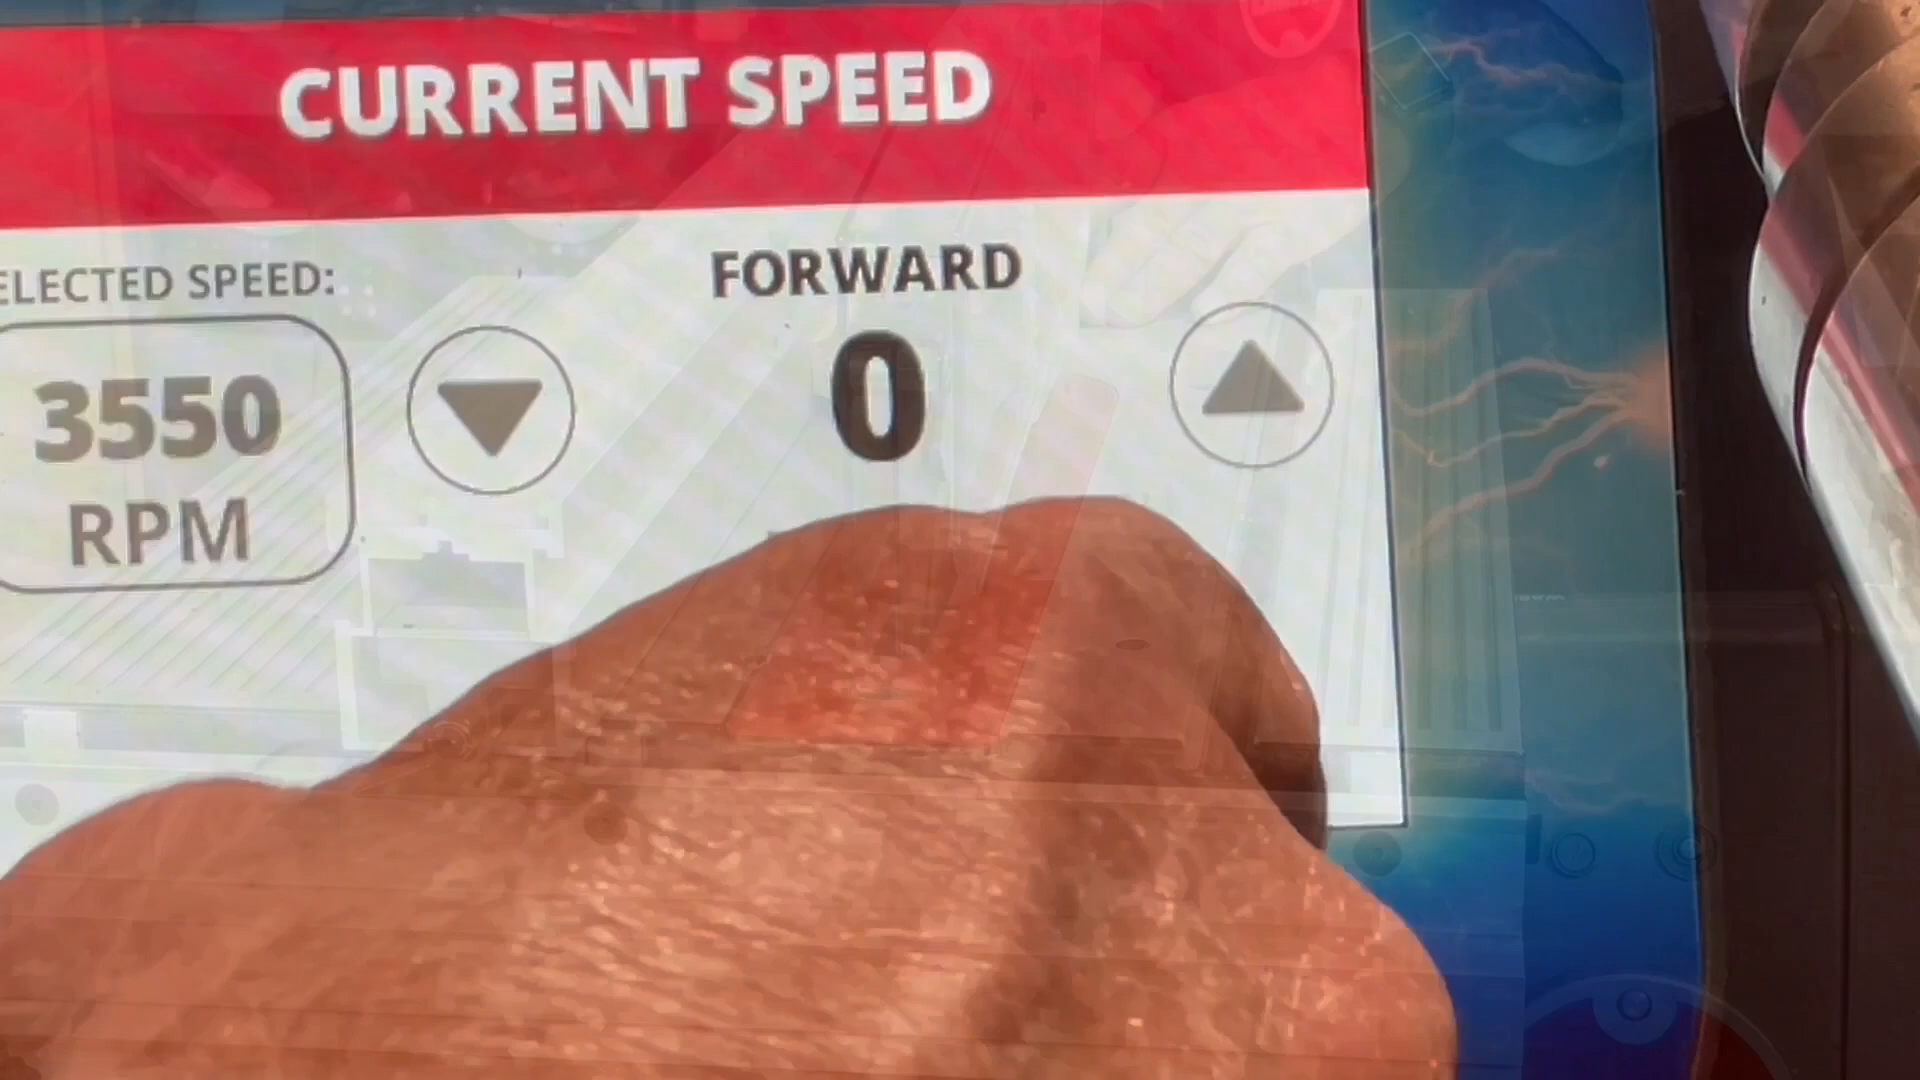 CURRENT SPEED
ELECTED SPEED:
FORWARD
3550
0
RPM